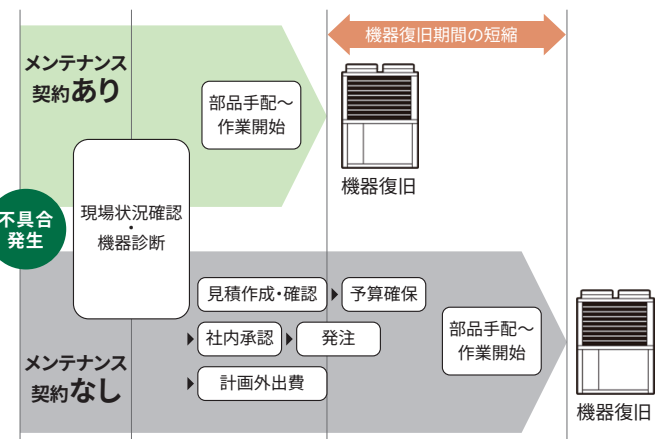 機器復旧期間の短縮
メンテナンス
契約あり
部品手配~
作業開始
機器復旧
不具合
発生
現場状況確認
・
機器診断
見積作成・確認
予算確保
社内承認
発注
計画外出費
部品手配~
作業開始
メンテナンス
契約なし
機器復旧